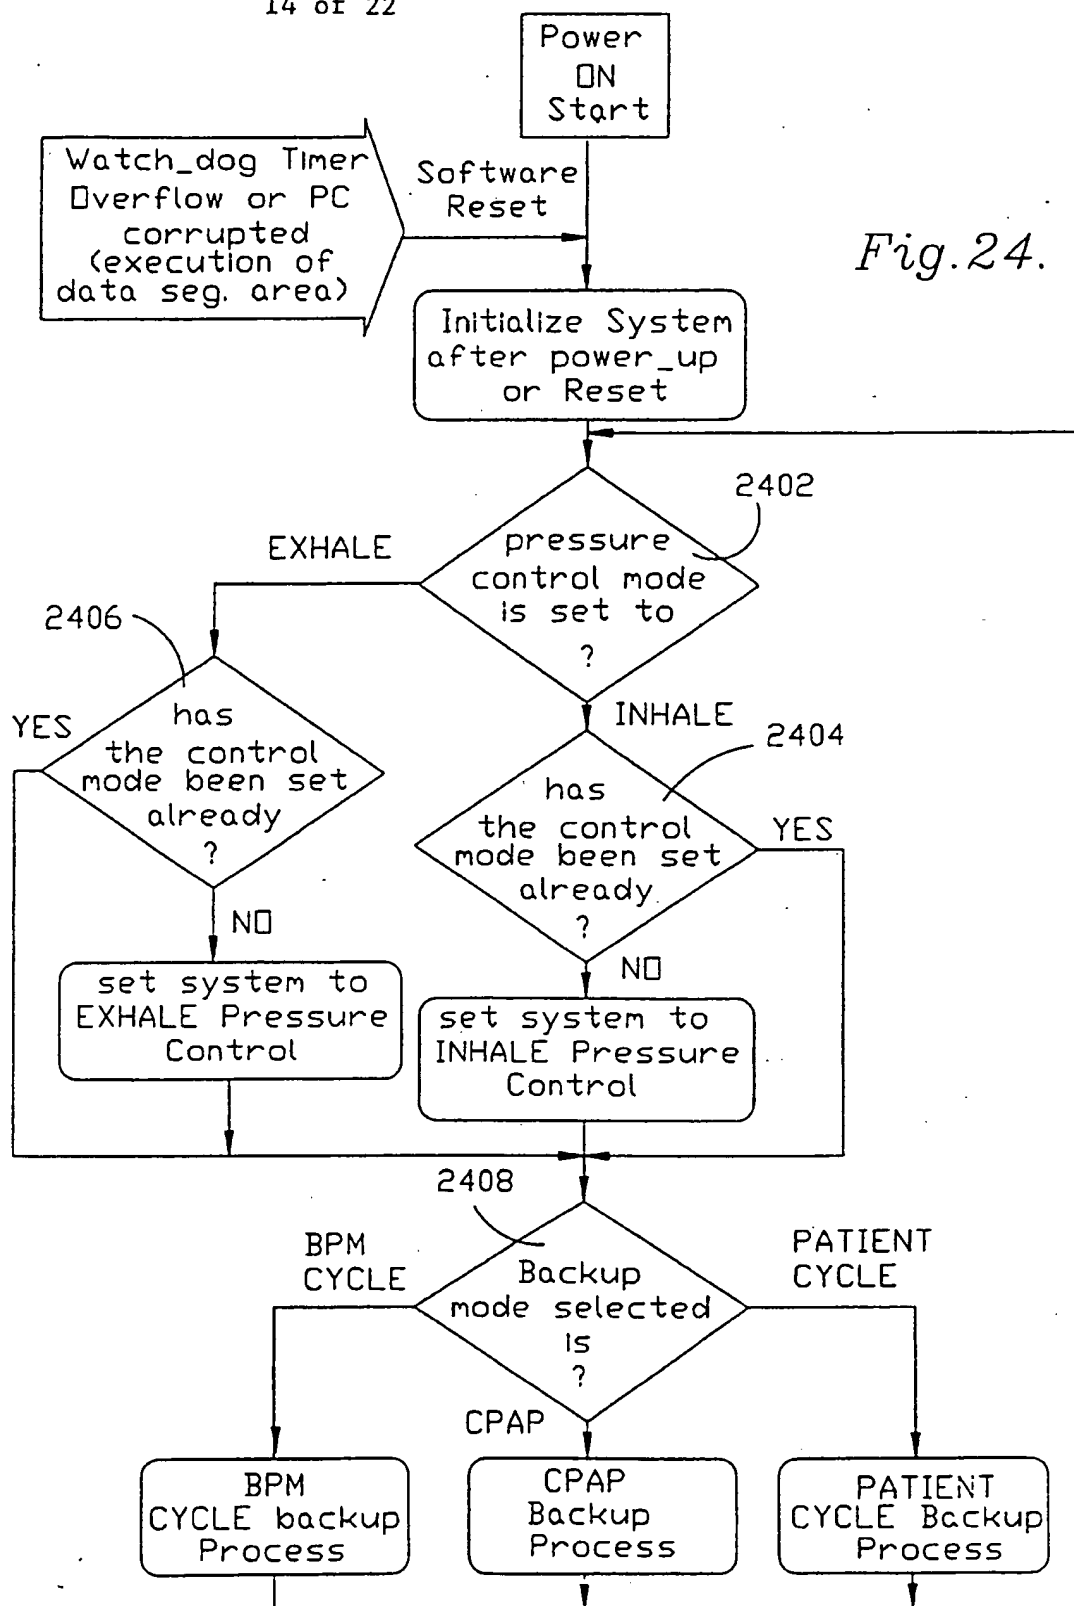 14 of 22
Power
ON
Start
Watch_dog Timer
Overflow or PC
corrupted
(execution of
data seg. area)
Software
Reset
Fig.24.
Initialize System
after power_up
or Reset
2402
EXHALE
pressure
control mode
is set to
?
2406
INHALE
YES
has
the control
mode been set
already
?
2404
has
the control
mode been set
already
?
YES
NO
NO
set system to
EXHALE Pressure
Control
set system to
INHALE Pressure
Control
2408
BPM
CYCLE
PATIENT
CYCLE
Backup
mode selected
is
?
CPAP
BPM
CYCLE backup
Process
CPAP
Backup
Process
PATIENT
CYCLE Backup
Process